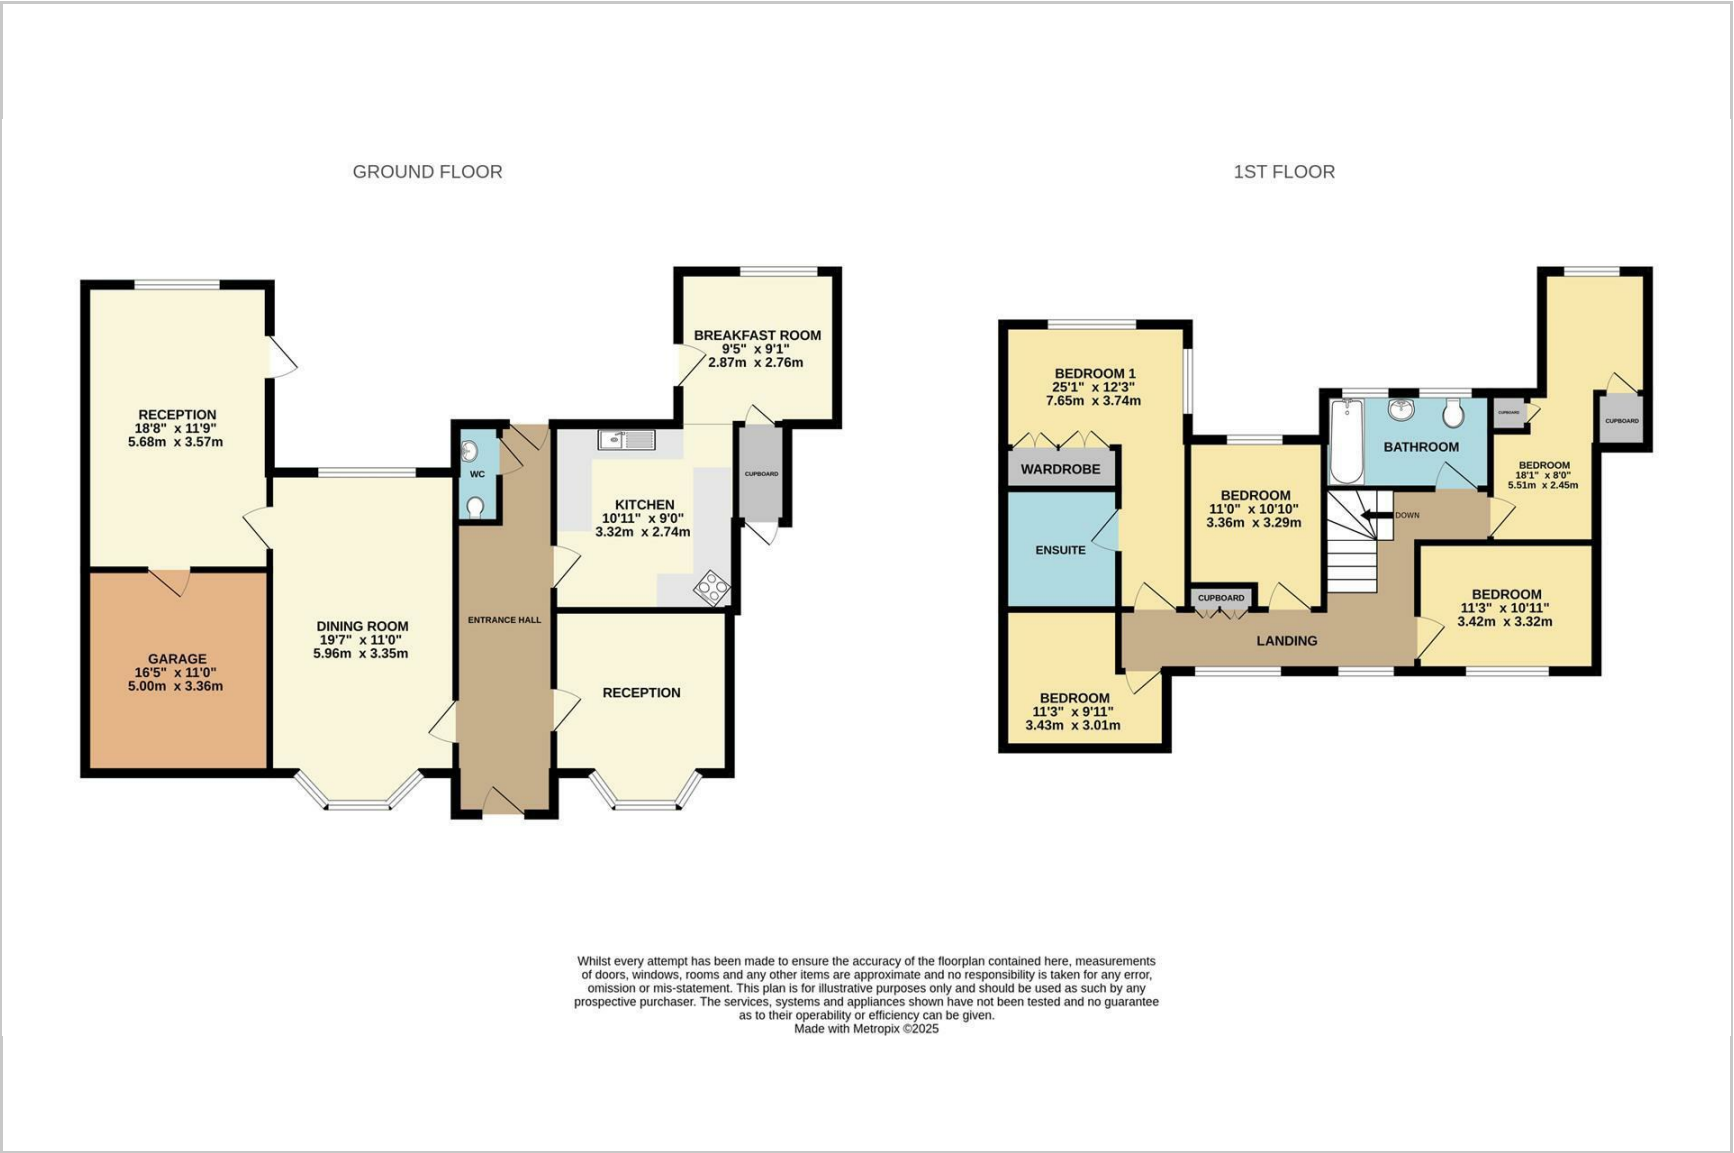 GROUND FLOOR
RECEPTION
18'8" x 11'9"
5.68m x 3.57m
BREAKFAST ROOM
9'5" x 9'1"
2.87m x 2.76m
WC
CUPBOARD
KITCHEN
10'11" x 9'0"
3.32m x 2.74m
ENTRANCE HALL
DINING ROOM
19'7" x 11'0"
5.96m x 3.35m
GARAGE
16'5" x 11'0"
5.00m x 3.36m
RECEPTION
1ST FLOOR
BEDROOM 1
25'1" x 12'3"
7.65m x 3.74m
WARDROBE
ENSUITE
BEDROOM
11'0" x 10'10"
3.36m x 3.29m
BATHROOM
CUPBOARD
CUPBOARD
BEDROOM
18'1" x 8'0"
5.51m x 2.45m
DOWN
CUPBOARD
LANDING
BEDROOM
11'3" x 10'11"
3.42m x 3.32m
BEDROOM
11'3" x 9'11"
3.43m x 3.01m
Whilst every attempt has been made to ensure the accuracy of the floorplan contained here, measurements
of doors, windows, rooms and any other items are approximate and no responsibility is taken for any error,
omission or mis-statement. This plan is for illustrative purposes only and should be used as such by any
prospective purchaser. The services, systems and appliances shown have not been tested and no guarantee
as to their operability or efficiency can be given.
Made with Metropix ©2025